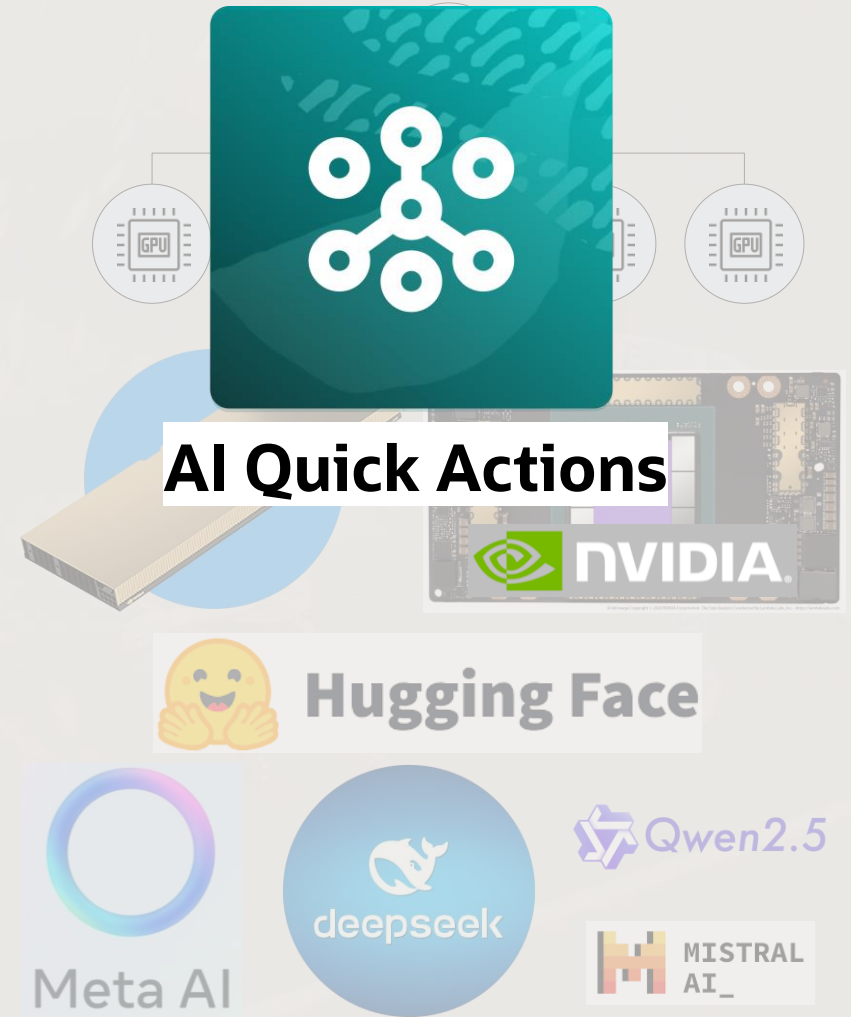 GPU
GPU
AI Quick Actions
NVIDIA.
Hugging Face
Meta AI
deepseek
Qwen2.5
MISTRAL
AI_